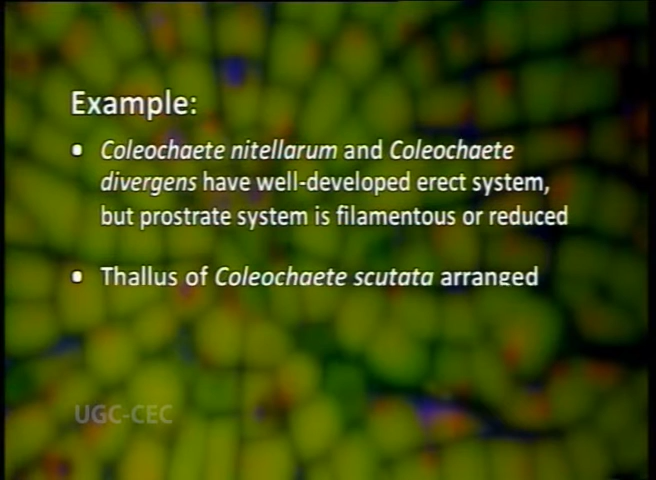 Example:
• Coleochaete nitellarum and Coleochaete
divergens have well-developed erect system,
but prostrate system is filamentous or reduced
• Thallus of Coleochaete scutata arranged
UGC-CEC